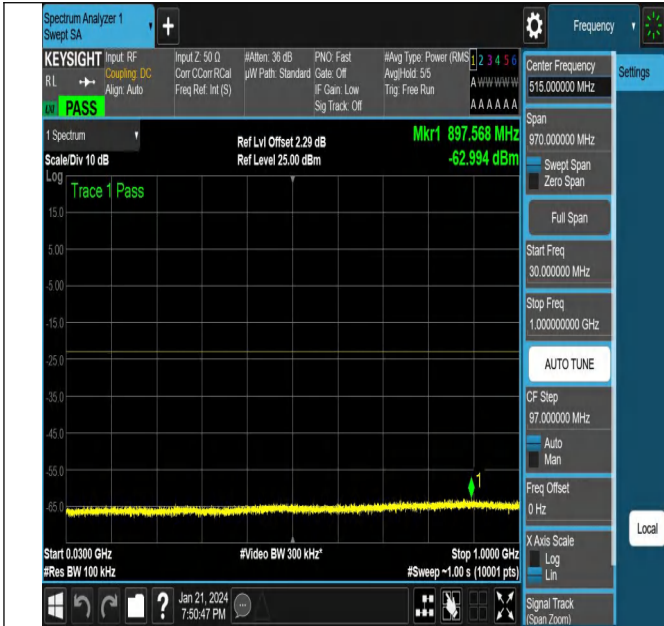 Spectrum Analyzer 1
Swept SA
Frequency
KEYSIGHT
RL
PASS
Input: RF
Coupling: DC
Align: Auto
Input Z: 50 Ω
Corr CCorr RCal
Freq Ref: Int (S)
#Atten: 36 dB
µW Path: Standard
PNO: Fast
Gate: Off
IF Gain: Low
Sig Track: Off
#Avg Type: Power (RMS
Avg|Hold: 5/5
Trig: Free Run
1 2 3 4 5 6
A W W W W W
A A A A A A
1 Spectrum
Scale/Div 10 dB
Ref Lvl Offset 2.29 dB
Ref Level 25.00 dBm
Mkr1 897.568 MHz
-62.994 dBm
Log
Trace 1 Pass
15.0
5.00
-5.00
-15.0
-25.0
-35.0
-45.0
-55.0
-65.0
1
Start 0.0300 GHz
#Video BW 300 kHz*
Stop 1.0000 GHz
#Res BW 100 kHz
#Sweep ~1.00 s (10001 pts)
Jan 21, 2024
7:50:47 PM
?
Center Frequency
515.000000 MHz
Settings
Span
970.000000 MHz
Swept Span
Zero Span
Full Span
Start Freq
30.000000 MHz
Stop Freq
1.000000000 GHz
AUTO TUNE
CF Step
97.000000 MHz
Auto
Man
Freq Offset
0 Hz
Local
X Axis Scale
Log
Lin
Signal Track
(Span Zoom)